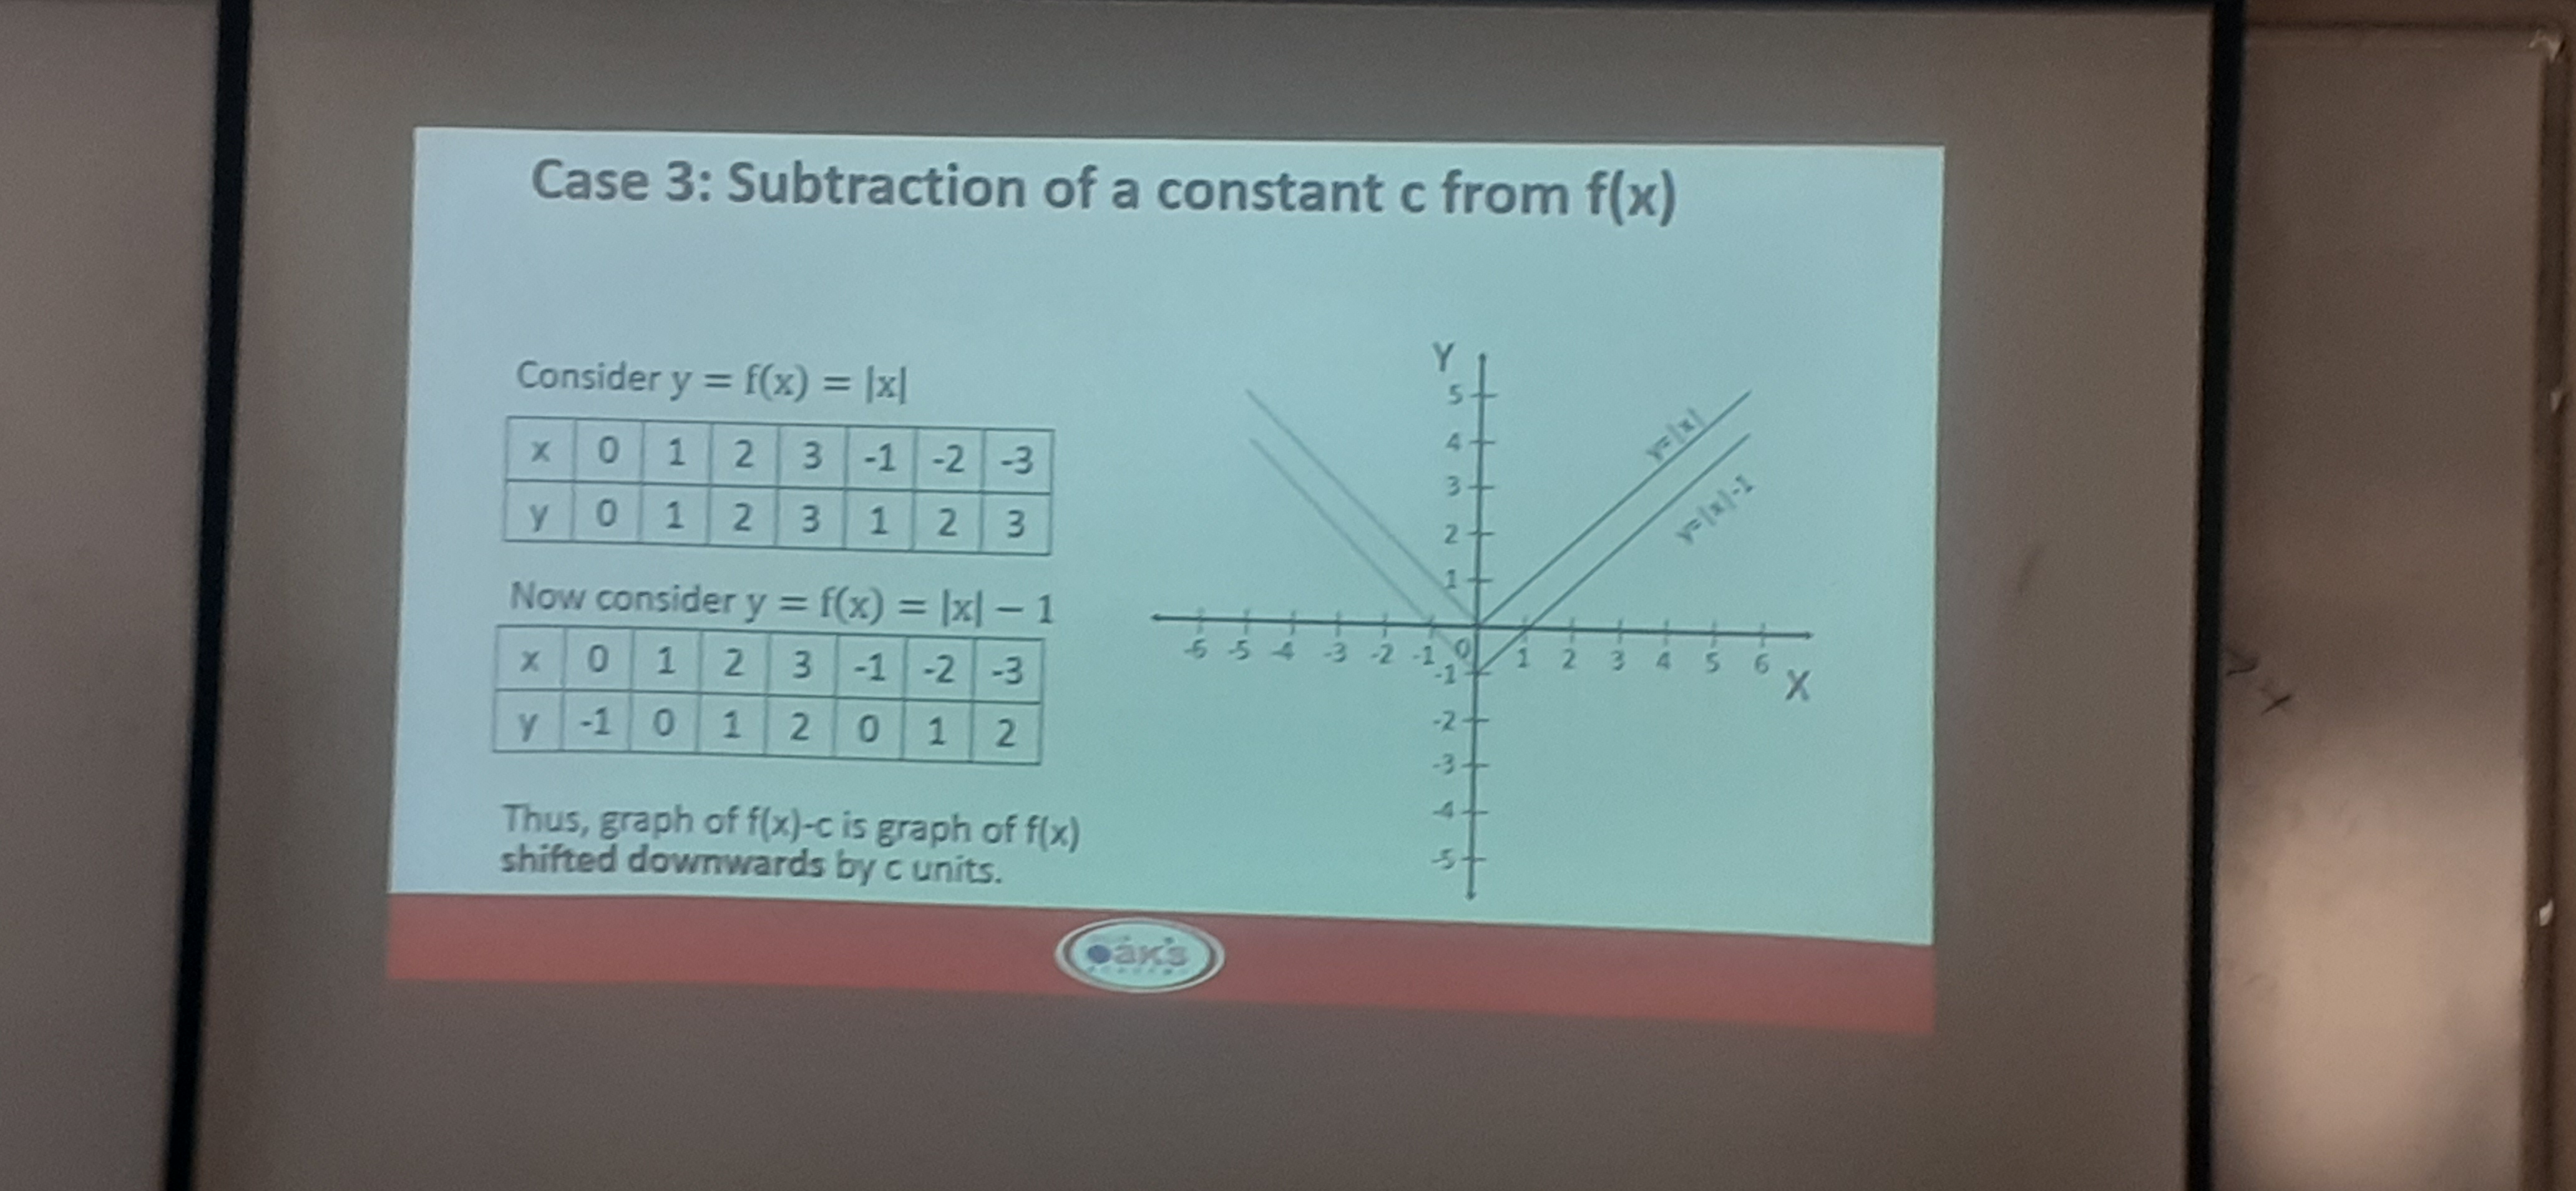 Case 3: Subtraction of a constant c from f(x)
Consider y = f(x) = |x|
x 0 1 2 3 -1 -2 -3
y 0 1 2 3 1 2 3
Now consider y = f(x) = |x| − 1
x 0 1 2 3 -1 -2 -3
y -1 0 1 2 0 1 2
Thus, graph of f(x)-c is graph of f(x)
shifted downwards by c units.
Y
5
4
3
2
1
-6 -5 -4 -3 -2 -1 0 1 2 3 4 5 6
X
-1
-2
-3
-4
-5
y=|x|
y=|x|-1
oaks